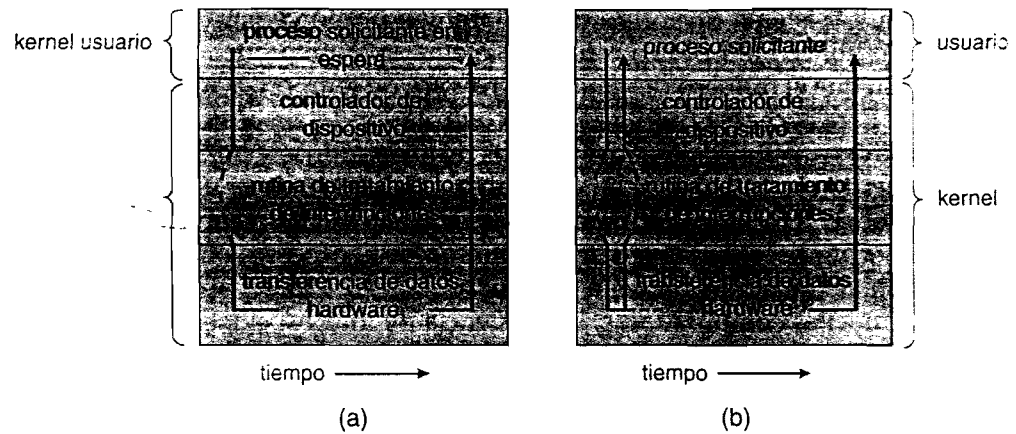 kernel usuario
proceso solicitante en
espera
controlador de
dispositivo
rutina de tratamiento
de interrupciones
transferencia de datos
hardware
tiempo
(a)
proceso solicitante
controlador de
dispositivo
rutina de tratamiento
de interrupciones
transferencia de datos
hardware
tiempo
(b)
usuario
kernel